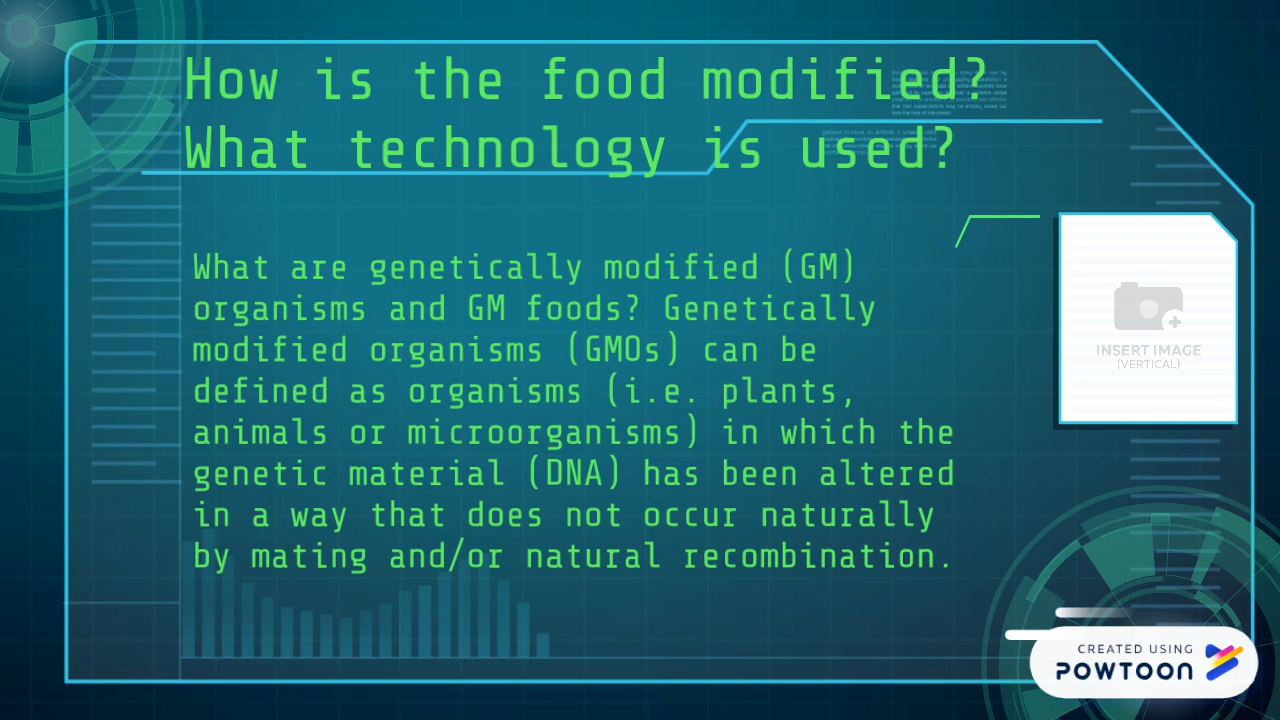 How is the food modified?
What technology is used?
What are genetically modified (GM)
organisms and GM foods? Genetically
modified organisms (GMOs) can be
defined as organisms (i.e. plants,
animals or microorganisms) in which the
genetic material (DNA) has been altered
in a way that does not occur naturally
by mating and/or natural recombination.
INSERT IMAGE
(VERTICAL)
CREATED USING
POWTOON